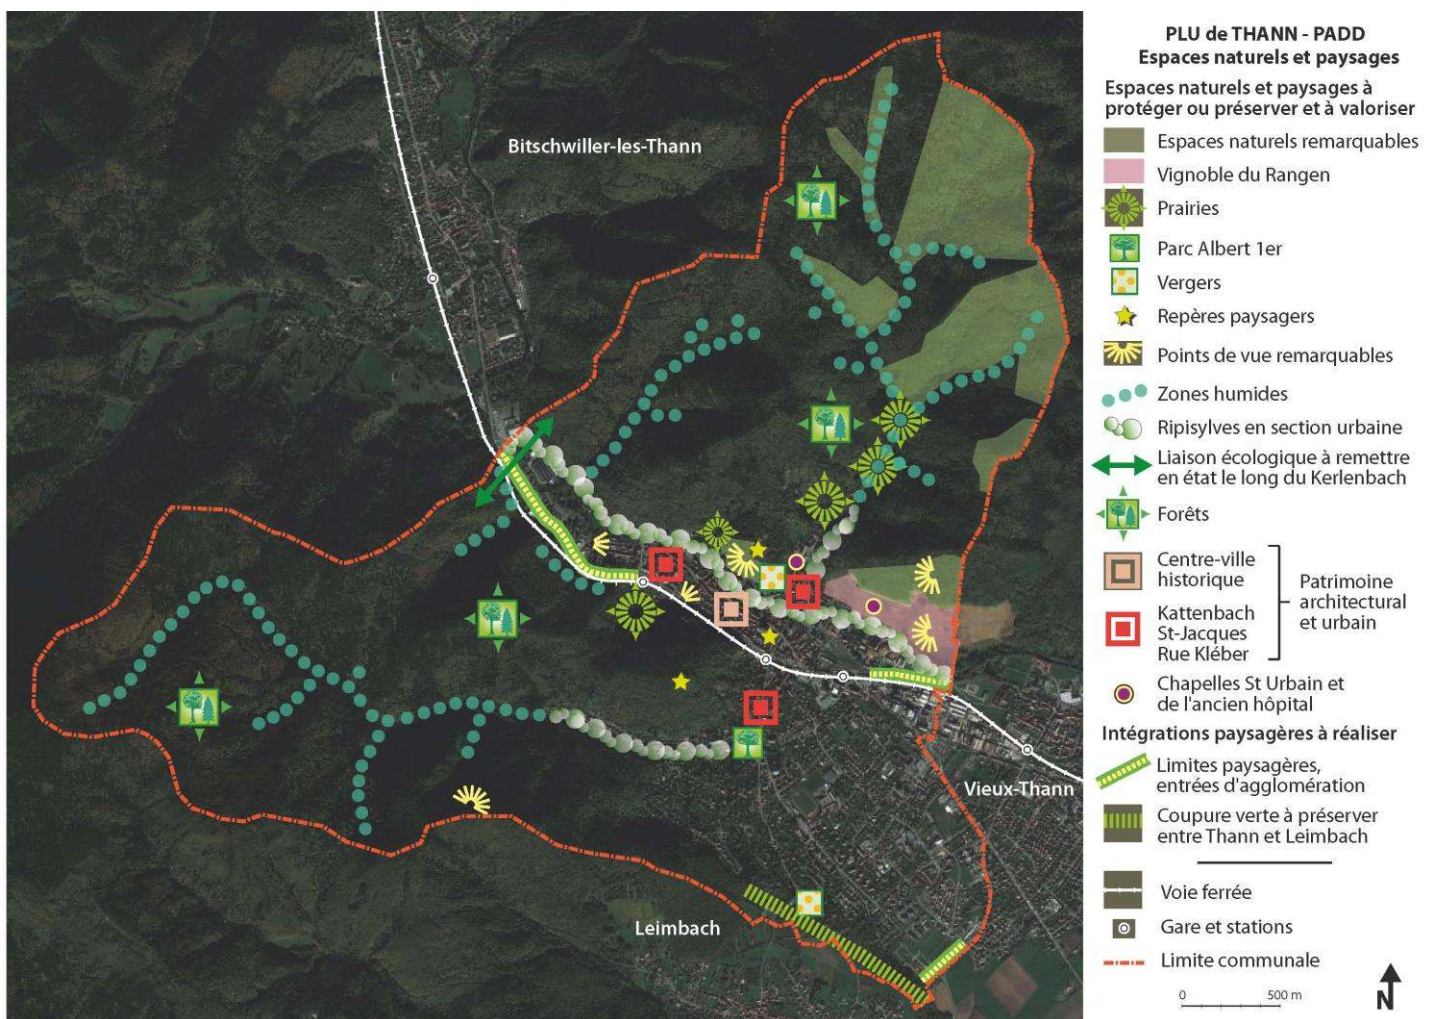 PLU de THANN - PADD
Espaces naturels et paysages
Espaces naturels et paysages à
protéger ou préserver et à valoriser
Espaces naturels remarquables
Vignoble du Rangen
Prairies
Parc Albert 1er
Vergers
Repères paysagers
Points de vue remarquables
Zones humides
Ripisylves en section urbaine
Liaison écologique à remettre
en état le long du Kerlenbach
Forêts
Centre-ville
historique
Kattenbach
St-Jacques
Rue Kléber
Patrimoine
architectural
et urbain
Chapelles St Urbain et
de l'ancien hôpital
Intégrations paysagères à réaliser
Limites paysagères,
entrées d'agglomération
Coupure verte à préserver
entre Thann et Leimbach
Voie ferrée
Gare et stations
Limite communale
0 500 m
N
Bitschwiller-les-Thann
Vieux-Thann
Leimbach